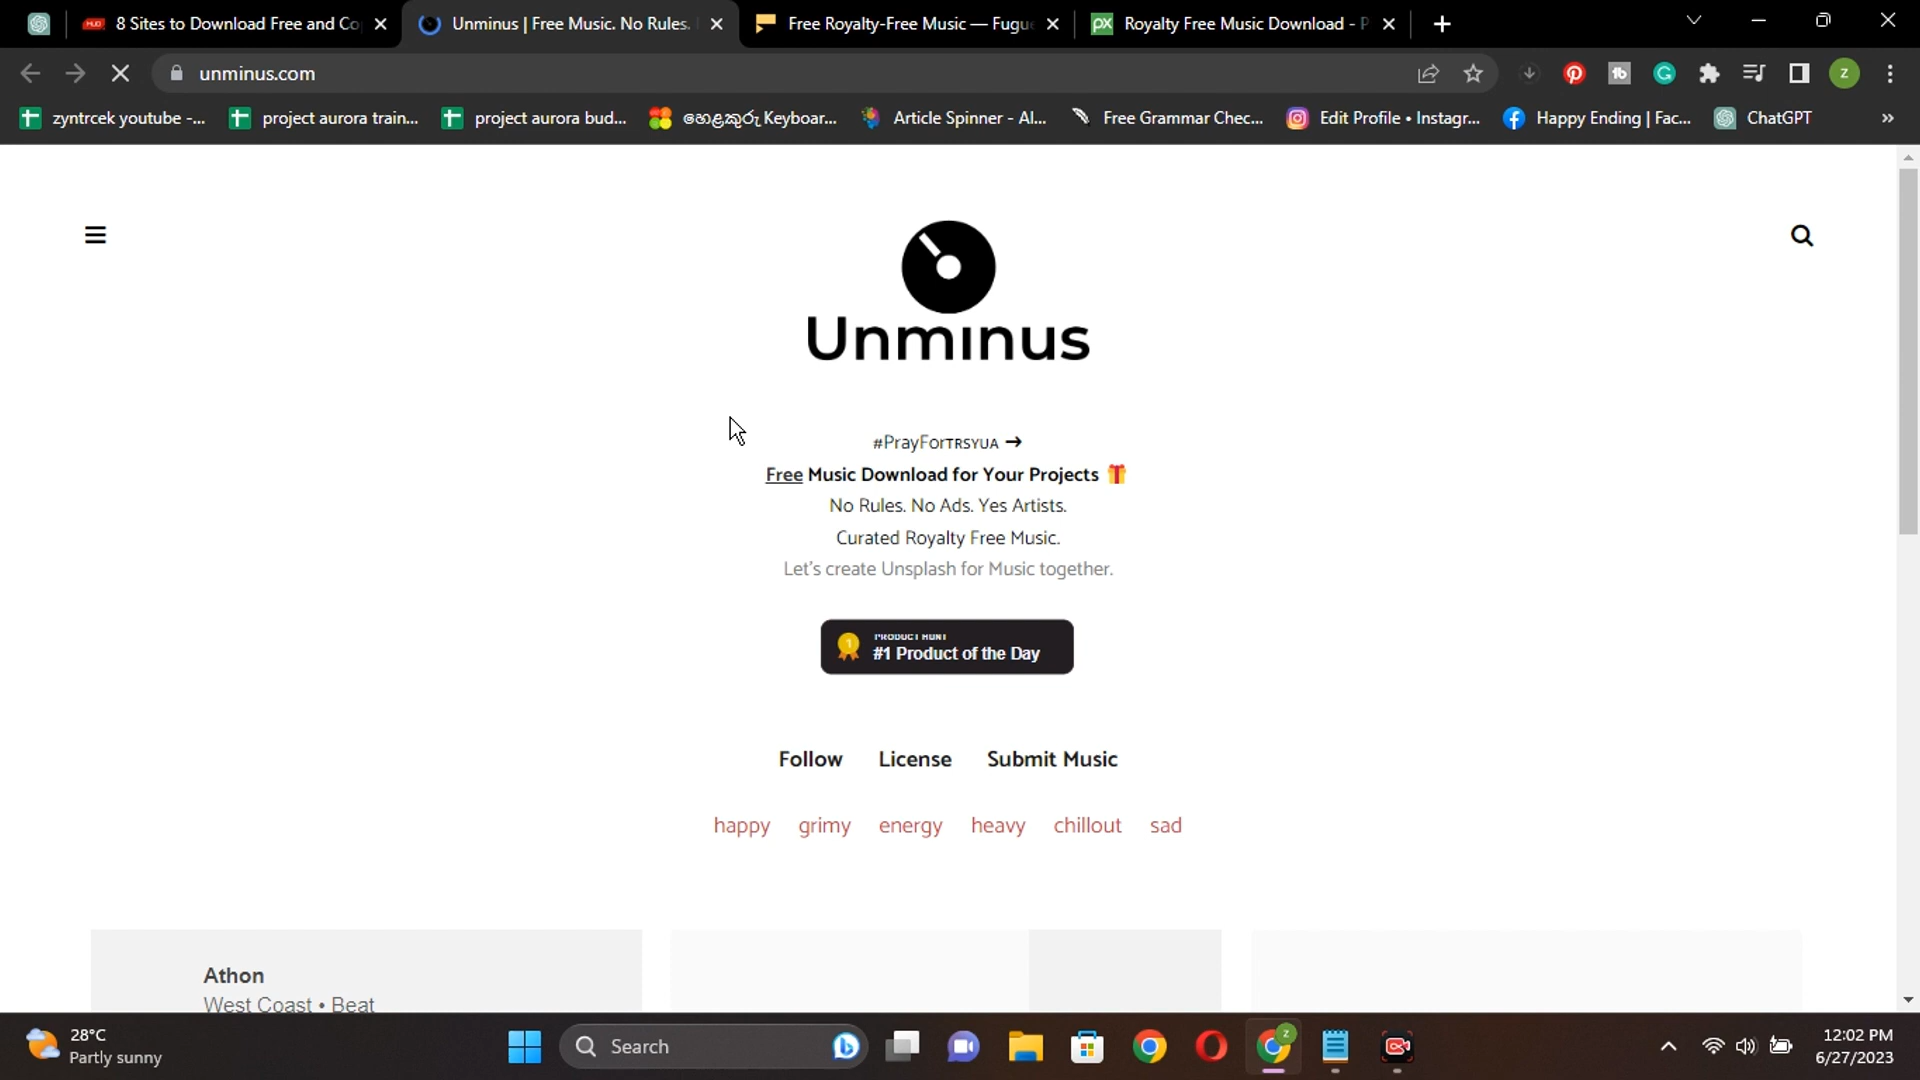 8 Sites to Download Free and Co
Unminus | Free Music. No Rules.
Free Royalty-Free Music — Fugue
Royalty Free Music Download - P
unminus.com
zyntrcek youtube -...
project aurora train...
project aurora bud...
හෙළකුරු Keyboar...
Article Spinner - Al...
Free Grammar Chec...
Edit Profile • Instagr...
Happy Ending | Fac...
ChatGPT
»
Unminus
#PrayForTRSYUA →
Free Music Download for Your Projects 🎁
No Rules. No Ads. Yes Artists.
Curated Royalty Free Music.
Let's create Unsplash for Music together.
PRODUCT HUNT
#1 Product of the Day
Follow License Submit Music
happy grimy energy heavy chillout sad
Athon
West Coast • Beat
28°C
Partly sunny
Search
12:02 PM
6/27/2023